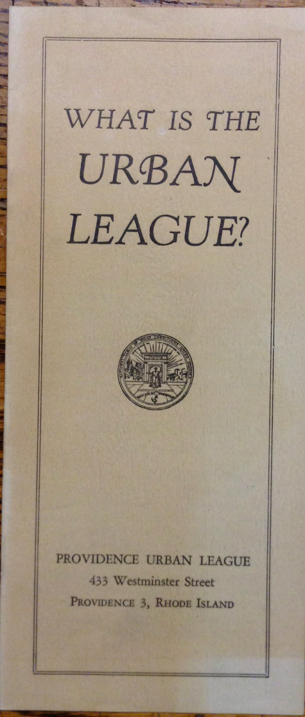 WHAT IS THE
URBAN
LEAGUE?
PROVIDENCE URBAN LEAGUE
433 Westminster Street
PROVIDENCE 3, RHODE ISLAND